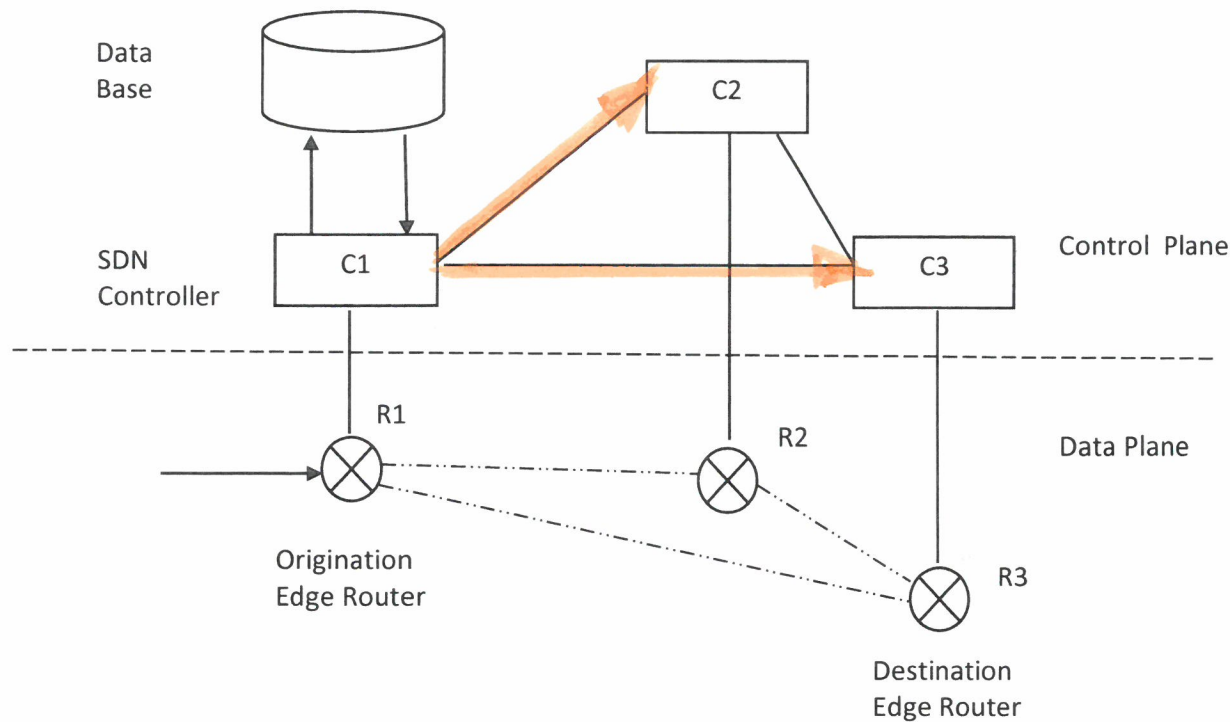 Data
Base
C2
SDN
Controller
C1
C3
Control Plane
R1
R2
Data Plane
Origination
Edge Router
R3
Destination
Edge Router